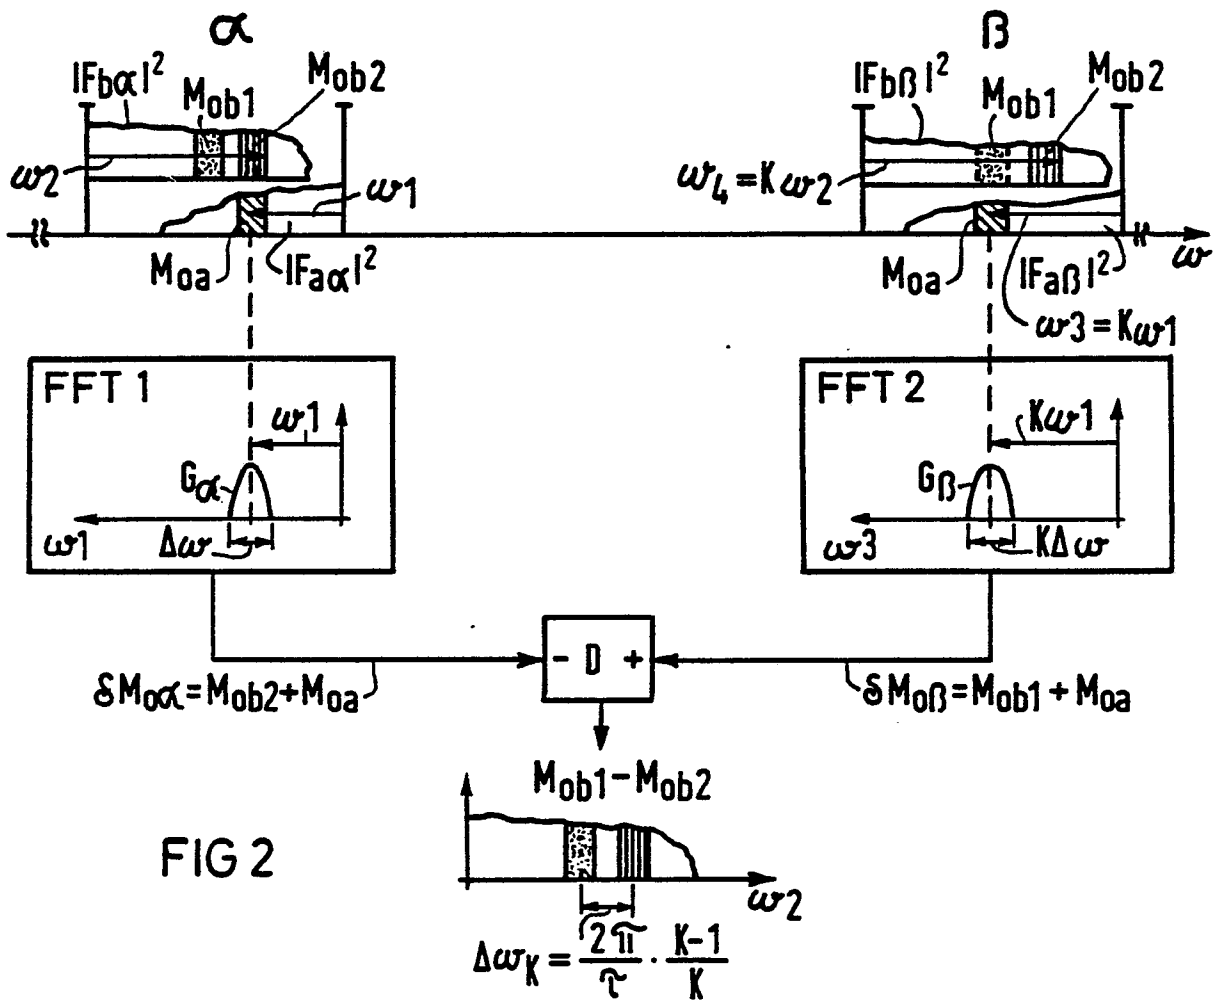 α
β
|Fbα|²
Mob1
Mob2
|Fbβ|²
Mob1
Mob2
ω2
ω1
ω4 = Kω2
Moa
|Faα|²
Moa
|Faβ|²
ω
ω3 = Kω1
FFT 1
FFT 2
ω1
Kω1
Gα
Gβ
ω1
Δω
ω3
KΔω
- D +
δMoα = Mob2 + Moa
δMoβ = Mob1 + Moa
Mob1 - Mob2
FIG 2
ω2
ΔωK = 2π/τ · K-1/K